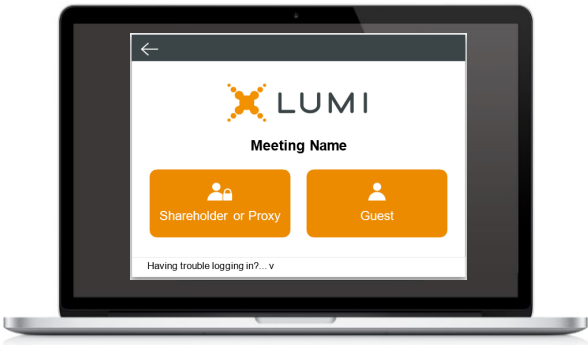 LUMI
Meeting Name
Shareholder or Proxy
Guest
Having trouble logging in?... v